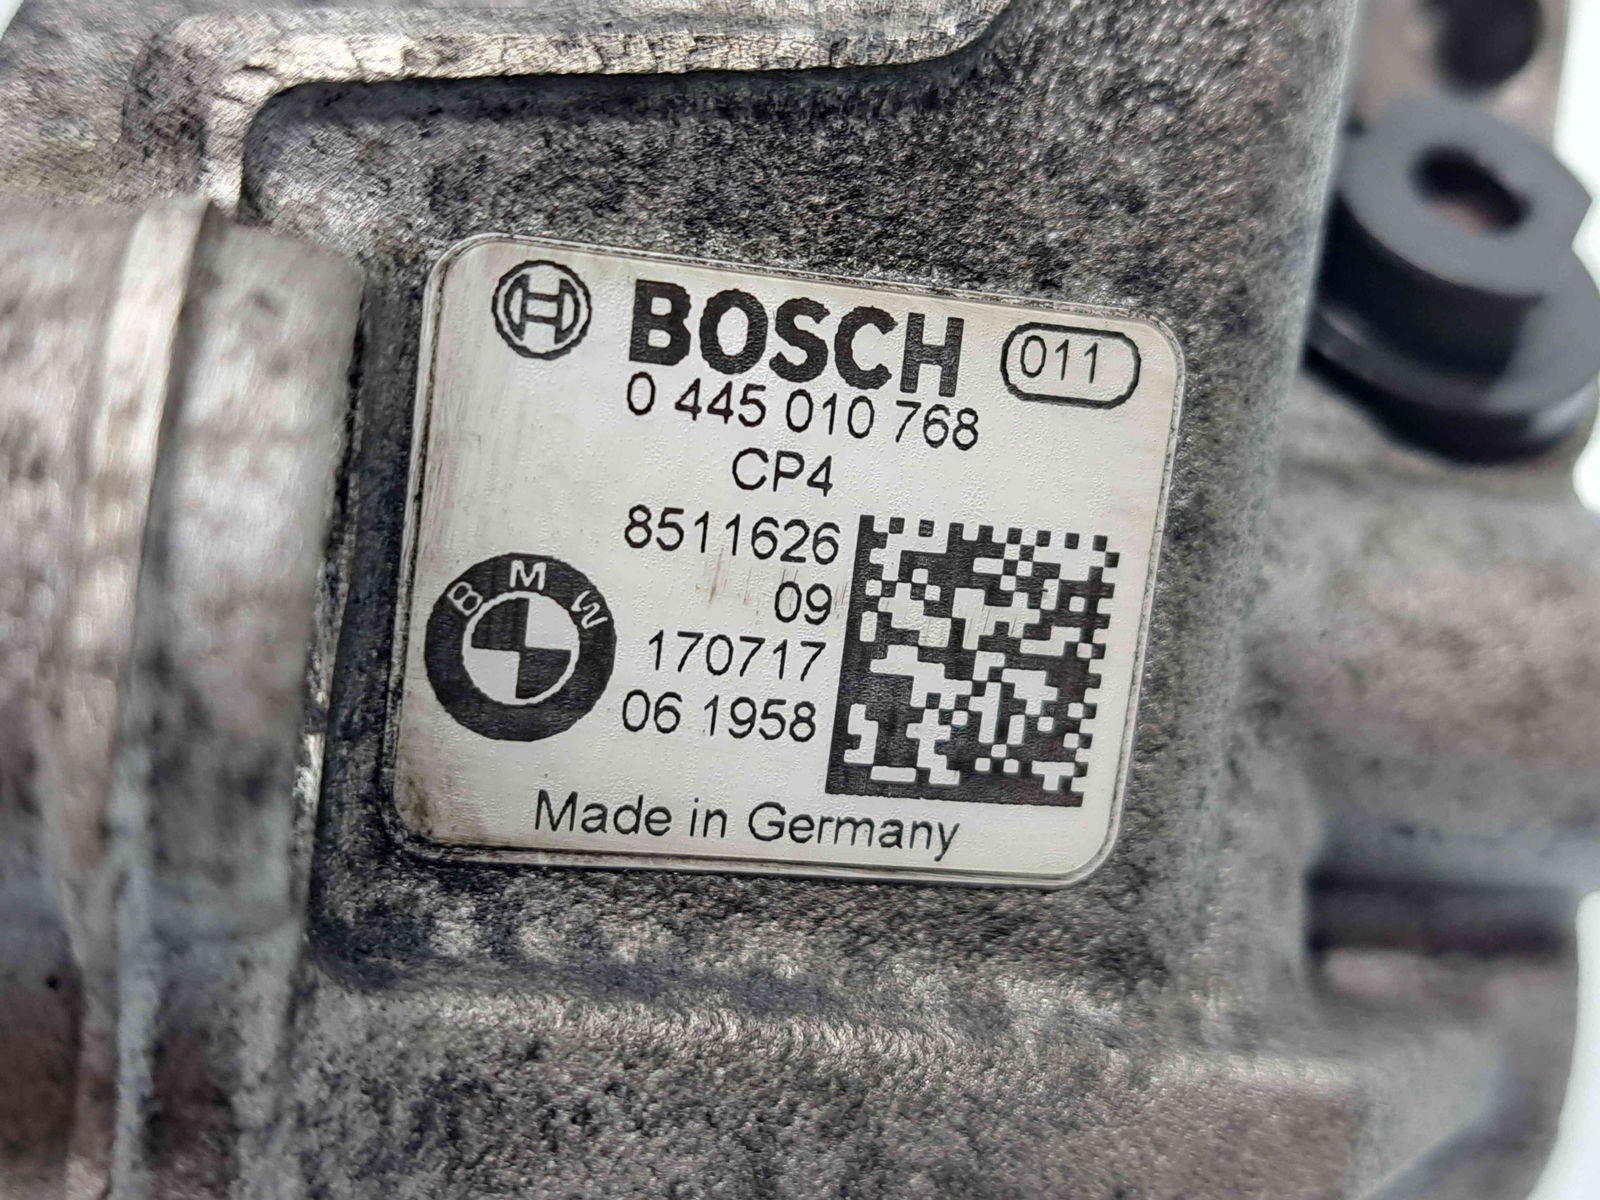 BOSCH 011
0 445 010 768
CP4
8511626
09
BMW
170717
06 1958
Made in Germany